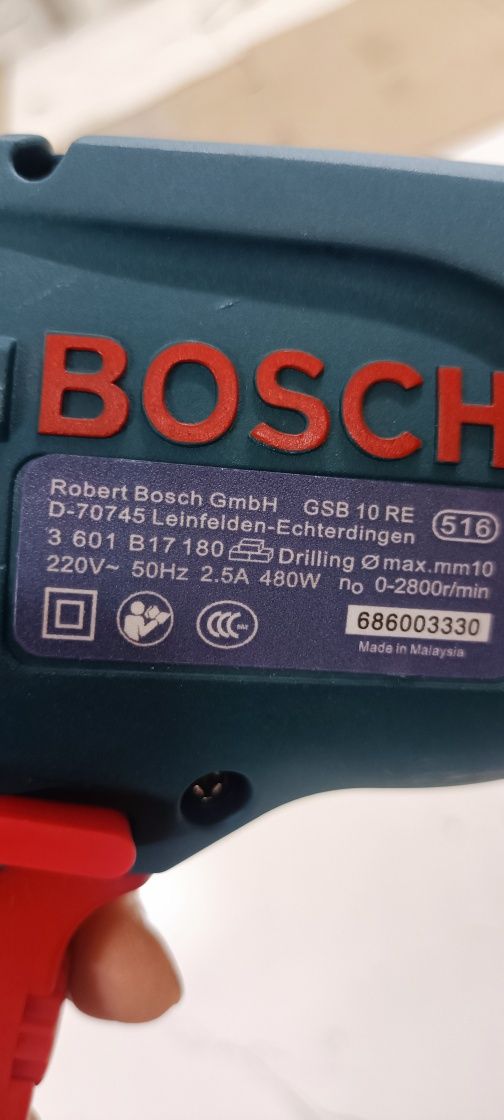 BOSCH
Robert Bosch GmbH GSB 10 RE
D-70745 Leinfelden-Echterdingen 516
3 601 B17 180 Drilling Ø max.mm10
220V~ 50Hz 2.5A 480W no 0-2800r/min
686003330
Made in Malaysia